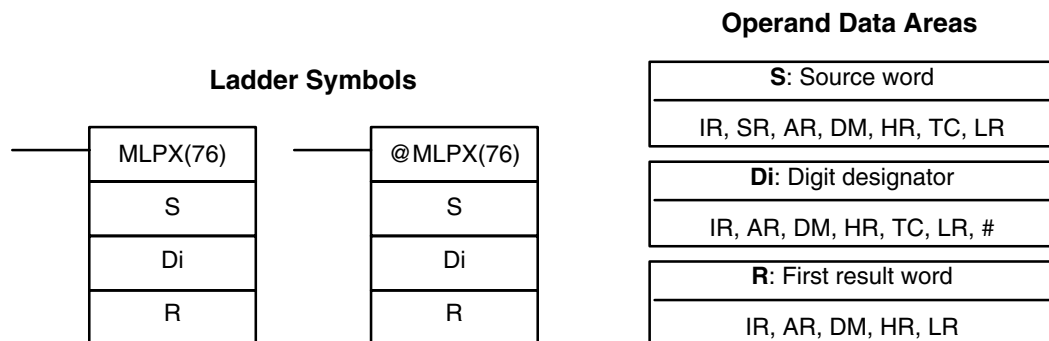 Ladder Symbols
MLPX(76)
S
Di
R
@MLPX(76)
S
Di
R
Operand Data Areas
S: Source word
IR, SR, AR, DM, HR, TC, LR
Di: Digit designator
IR, AR, DM, HR, TC, LR, #
R: First result word
IR, AR, DM, HR, LR